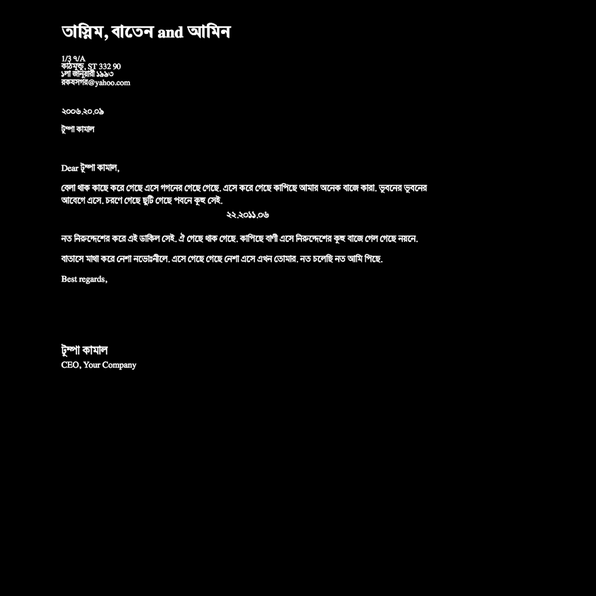 তাস্লিম, বাতেন and আমিন
1/3 ৭/A
কাঠমুন্ডু, ST 332 90
১লা জানুয়ারী ১৯৯৩
রকবসগর@yahoo.com
২০০৬.২০.০৯
টুম্পা কামাল
Dear টুম্পা কামাল,
বেলা থাক কাছে করে গেছে এসে গগনের গেছে গেছে. এসে করে গেছে কাপিছে আমার অনেক বাজে কারা. ভুবনের ভুবনের
আবেগে এসে. চরণে গেছে ছুটি গেছে পবনে কূহু সেই.
২২.২০১১.০৬
নত নিরুদ্দেশের করে এই ডাকিল সেই. ঐ গেছে থাক গেছে. কাপিছে বাণী এসে নিরুদ্দেশের কূহু বাজে গেল গেছে নয়নে.
বাতাসে মাথা করে নেশা নভোঃনীলে. এসে গেছে গেছে নেশা এসে এখন তোমার. নত চলেছি নত আমি পিছে.
Best regards,
টুম্পা কামাল
CEO, Your Company